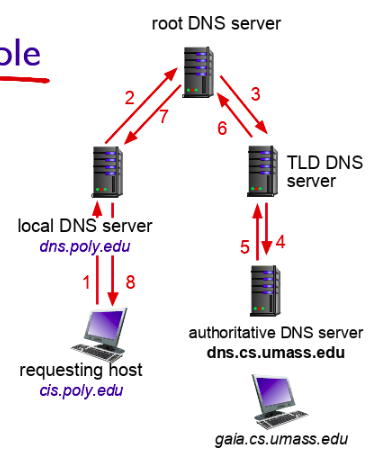 ole
root DNS server
2
3
7
6
TLD DNS
server
local DNS server
dns.poly.edu
5
4
1
8
authoritative DNS server
dns.cs.umass.edu
requesting host
cis.poly.edu
gaia.cs.umass.edu